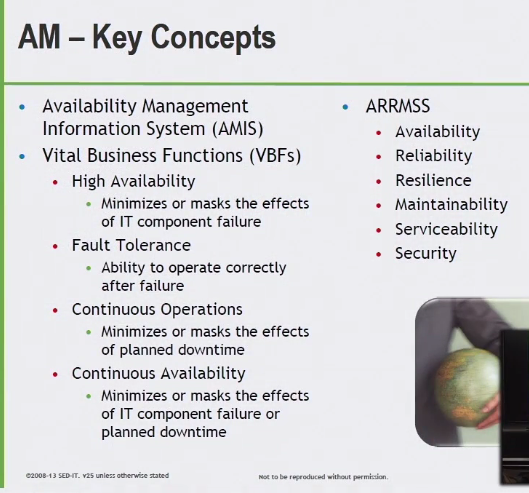 AM – Key Concepts
• Availability Management
Information System (AMIS)
• Vital Business Functions (VBFs)
• High Availability
• Minimizes or masks the effects
of IT component failure
• Fault Tolerance
• Ability to operate correctly
after failure
• Continuous Operations
• Minimizes or masks the effects
of planned downtime
• Continuous Availability
• Minimizes or masks the effects
of IT component failure or
planned downtime
• ARRMSS
• Availability
• Reliability
• Resilience
• Maintainability
• Serviceability
• Security
©2008-13 SED-IT. v25 unless otherwise stated
Not to be reproduced without permission.